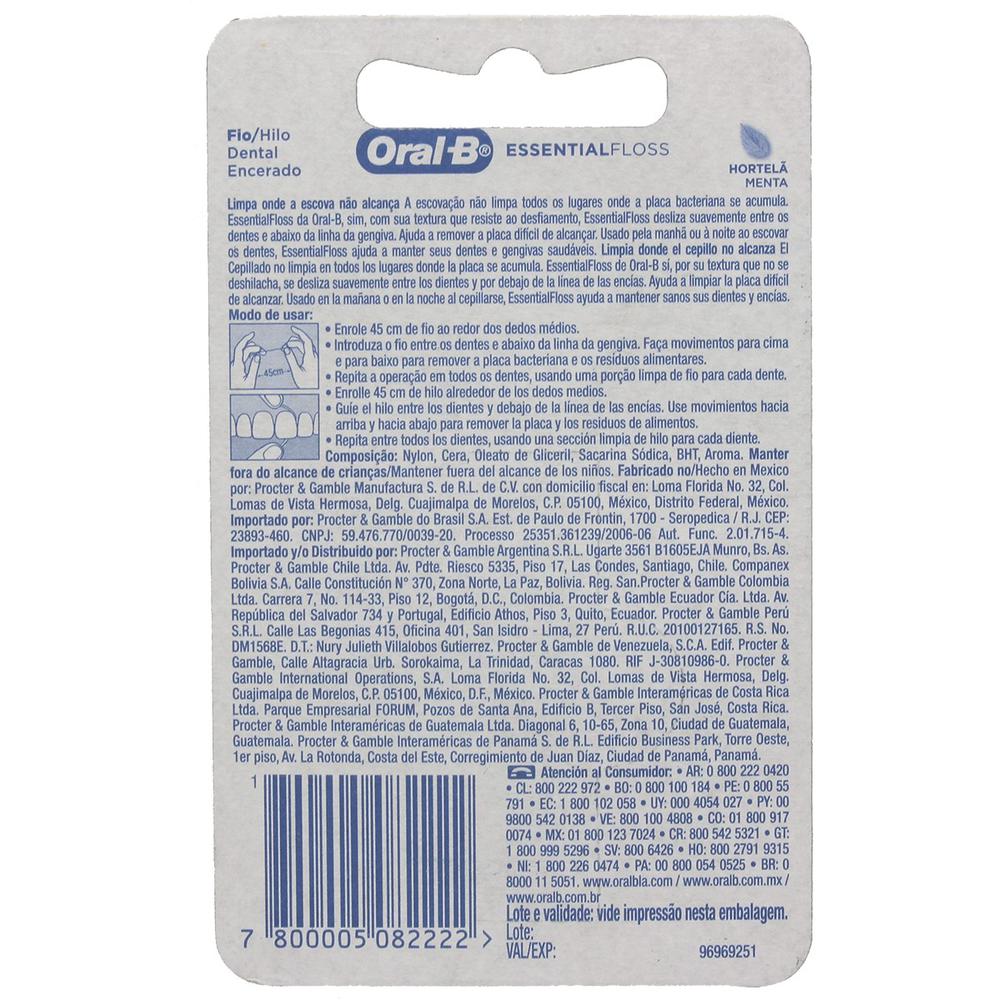 Fio/Hilo
Dental
Encerado
Oral-B®
ESSENTIALFLOSS
HORTELÃ
MENTA
Limpa onde a escova não alcança A escovação não limpa todos os lugares onde a placa bacteriana se acumula.
EssentialFloss da Oral-B, sim, com sua textura que resiste ao desfiamento, EssentialFloss desliza suavemente entre os
dentes e abaixo da linha da gengiva. Ajuda a remover a placa difícil de alcançar. Usado pela manhã ou à noite ao escovar
os dentes, EssentialFloss ajuda a manter seus dentes e gengivas saudáveis. Limpia donde el cepillo no alcanza El
Cepillado no limpia en todos los lugares donde la placa se acumula. EssentialFloss de Oral-B sí, por su textura que no se
deshilacha, se desliza suavemente entre los dientes y por debajo de la línea de las encías. Ayuda a limpiar la placa difícil
de alcanzar. Usado en la mañana o en la noche al cepillarse, EssentialFloss ayuda a mantener sanos sus dientes y encías.
Modo de usar:
45cm
• Enrole 45 cm de fio ao redor dos dedos médios.
• Introduza o fio entre os dentes e abaixo da linha da gengiva. Faça movimentos para cima
e para baixo para remover a placa bacteriana e os resíduos alimentares.
• Repita a operação em todos os dentes, usando uma porção limpa de fio para cada dente.
• Enrolle 45 cm de hilo alrededor de los dedos medios.
• Guíe el hilo entre los dientes y debajo de la línea de las encías. Use movimientos hacia
arriba y hacia abajo para remover la placa y los residuos de alimentos.
• Repita entre todos los dientes, usando una sección limpia de hilo para cada diente.
Composição: Nylon, Cera, Oleato de Gliceril, Sacarina Sódica, BHT, Aroma. Manter
fora do alcance de crianças/Mantener fuera del alcance de los niños. Fabricado no/Hecho en Mexico
por: Procter & Gamble Manufactura S. de R.L. de C.V. con domicilio fiscal en: Loma Florida No. 32, Col.
Lomas de Vista Hermosa, Delg. Cuajimalpa de Morelos, C.P. 05100, México, Distrito Federal, México.
Importado por: Procter & Gamble do Brasil S.A. Est. de Paulo de Frontin, 1700 - Seropedica / R.J. CEP:
23893-460. CNPJ: 59.476.770/0039-20. Processo 25351.361239/2006-06 Aut. Func. 2.01.715-4.
Importado y/o Distribuido por: Procter & Gamble Argentina S.R.L. Ugarte 3561 B1605EJA Munro, Bs. As.
Procter & Gamble Chile Ltda. Av. Pdte. Riesco 5335, Piso 17, Las Condes, Santiago, Chile. Companex
Bolivia S.A. Calle Constitución N° 370, Zona Norte, La Paz, Bolivia. Reg. San.Procter & Gamble Colombia
Ltda. Carrera 7, No. 114-33, Piso 12, Bogotá, D.C., Colombia. Procter & Gamble Ecuador Cía. Ltda. Av.
República del Salvador 734 y Portugal, Edificio Athos, Piso 3, Quito, Ecuador. Procter & Gamble Perú
S.R.L. Calle Las Begonias 415, Oficina 401, San Isidro - Lima, 27 Perú. R.U.C. 20100127165. R.S. No.
DM1568E. D.T.: Nury Julieth Villalobos Gutierrez. Procter & Gamble de Venezuela, S.C.A. Edif. Procter &
Gamble, Calle Altagracia Urb. Sorokaima, La Trinidad, Caracas 1080. RIF J-30810986-0. Procter &
Gamble International Operations, S.A. Loma Florida No. 32, Col. Lomas de Vista Hermosa, Delg.
Cuajimalpa de Morelos, C.P. 05100, México, D.F., México. Procter & Gamble Interaméricas de Costa Rica
Ltda. Parque Empresarial FORUM, Pozos de Santa Ana, Edificio B, Tercer Piso, San José, Costa Rica.
Procter & Gamble Interaméricas de Guatemala Ltda. Diagonal 6, 10-65, Zona 10, Ciudad de Guatemala,
Guatemala. Procter & Gamble Interaméricas de Panamá S. de R.L. Edificio Business Park, Torre Oeste,
1er piso, Av. La Rotonda, Costa del Este, Corregimiento de Juan Díaz, Ciudad de Panamá, Panamá.
Atención al Consumidor: • AR: 0 800 222 0420
• CL: 800 222 972 • BO: 0 800 100 184 • PE: 0 800 55
791 • EC: 1 800 102 058 • UY: 000 4054 027 • PY: 00
9800 542 0138 • VE: 800 100 4808 • CO: 01 800 917
0074 • MX: 01 800 123 7024 • CR: 800 542 5321 • GT:
1 800 999 5296 • SV: 800 6426 • HO: 800 2791 9315
• NI: 1 800 226 0474 • PA: 00 800 054 0525 • BR: 0
8000 11 5051. www.oralbla.com / www.oralb.com.mx /
www.oralb.com.br
Lote e validade: vide impressão nesta embalagem.
Lote:
VAL/EXP:
96969251
1
7 800005 082222 >